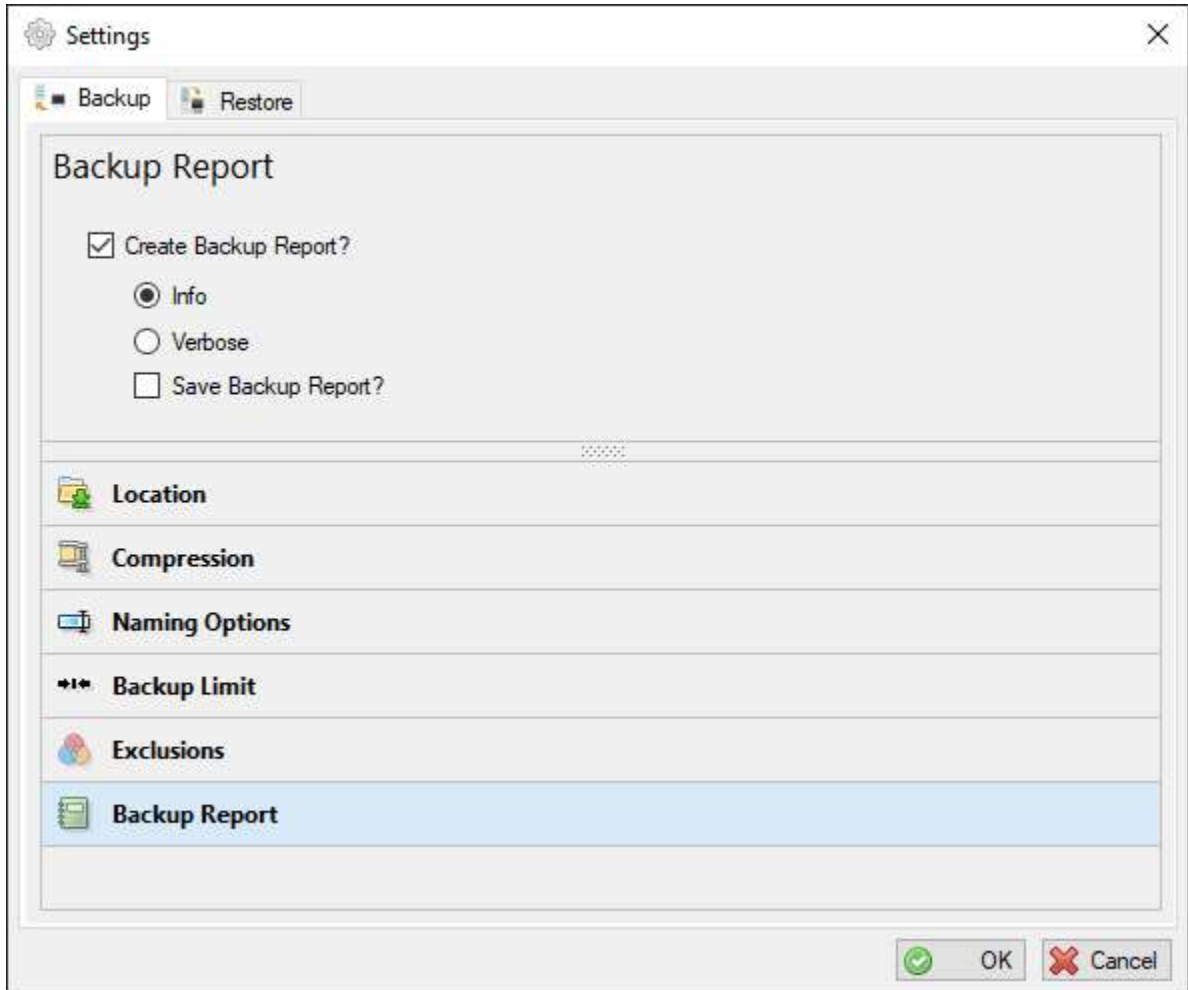 Settings
Backup
Restore
Backup Report
Create Backup Report?
Info
Verbose
Save Backup Report?
Location
Compression
Naming Options
Backup Limit
Exclusions
Backup Report
OK
Cancel